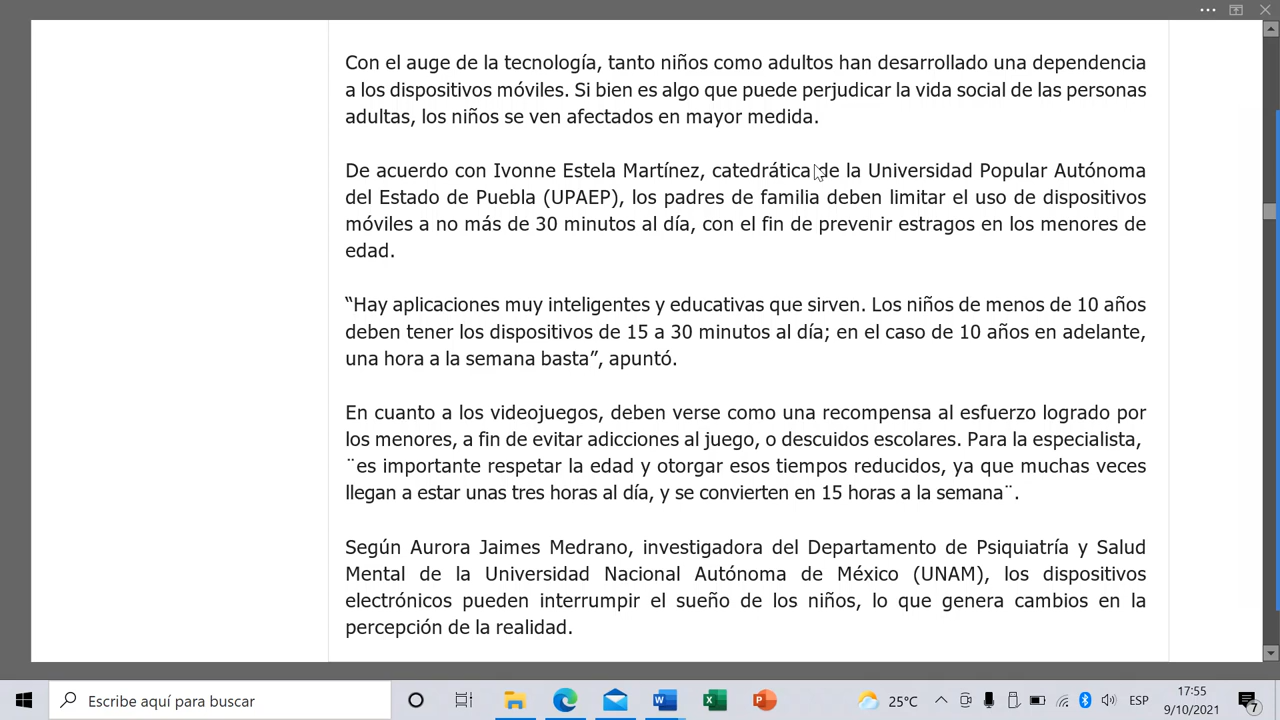 Con el auge de la tecnología, tanto niños como adultos han desarrollado una dependencia
a los dispositivos móviles. Si bien es algo que puede perjudicar la vida social de las personas
adultas, los niños se ven afectados en mayor medida.
De acuerdo con Ivonne Estela Martínez, catedrática de la Universidad Popular Autónoma
del Estado de Puebla (UPAEP), los padres de familia deben limitar el uso de dispositivos
móviles a no más de 30 minutos al día, con el fin de prevenir estragos en los menores de
edad.
“Hay aplicaciones muy inteligentes y educativas que sirven. Los niños de menos de 10 años
deben tener los dispositivos de 15 a 30 minutos al día; en el caso de 10 años en adelante,
una hora a la semana basta”, apuntó.
En cuanto a los videojuegos, deben verse como una recompensa al esfuerzo logrado por
los menores, a fin de evitar adicciones al juego, o descuidos escolares. Para la especialista,
¨es importante respetar la edad y otorgar esos tiempos reducidos, ya que muchas veces
llegan a estar unas tres horas al día, y se convierten en 15 horas a la semana¨.
Según Aurora Jaimes Medrano, investigadora del Departamento de Psiquiatría y Salud
Mental de la Universidad Nacional Autónoma de México (UNAM), los dispositivos
electrónicos pueden interrumpir el sueño de los niños, lo que genera cambios en la
percepción de la realidad.
Escribe aquí para buscar
25°C
ESP
17:55
9/10/2021
7